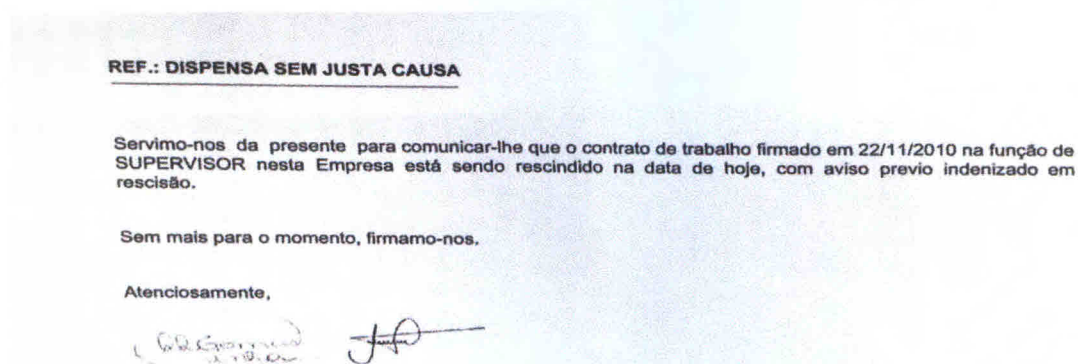 REF.: DISPENSA SEM JUSTA CAUSA
Servimo-nos da presente para comunicar-lhe que o contrato de trabalho firmado em 22/11/2010 na função de
SUPERVISOR nesta Empresa está sendo rescindido na data de hoje, com aviso previo indenizado em
rescisão.
Sem mais para o momento, firmamo-nos.
Atenciosamente,